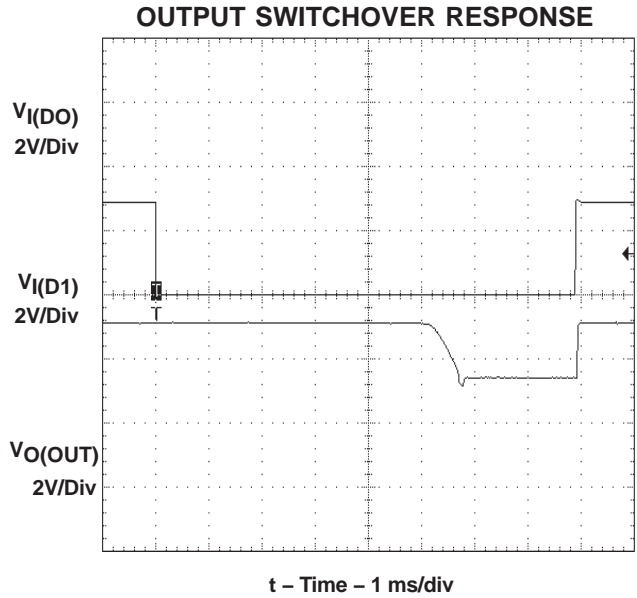 OUTPUT SWITCHOVER RESPONSE
VI(DO)
2V/Div
VI(D1)
2V/Div
T
T
VO(OUT)
2V/Div
t – Time – 1 ms/div